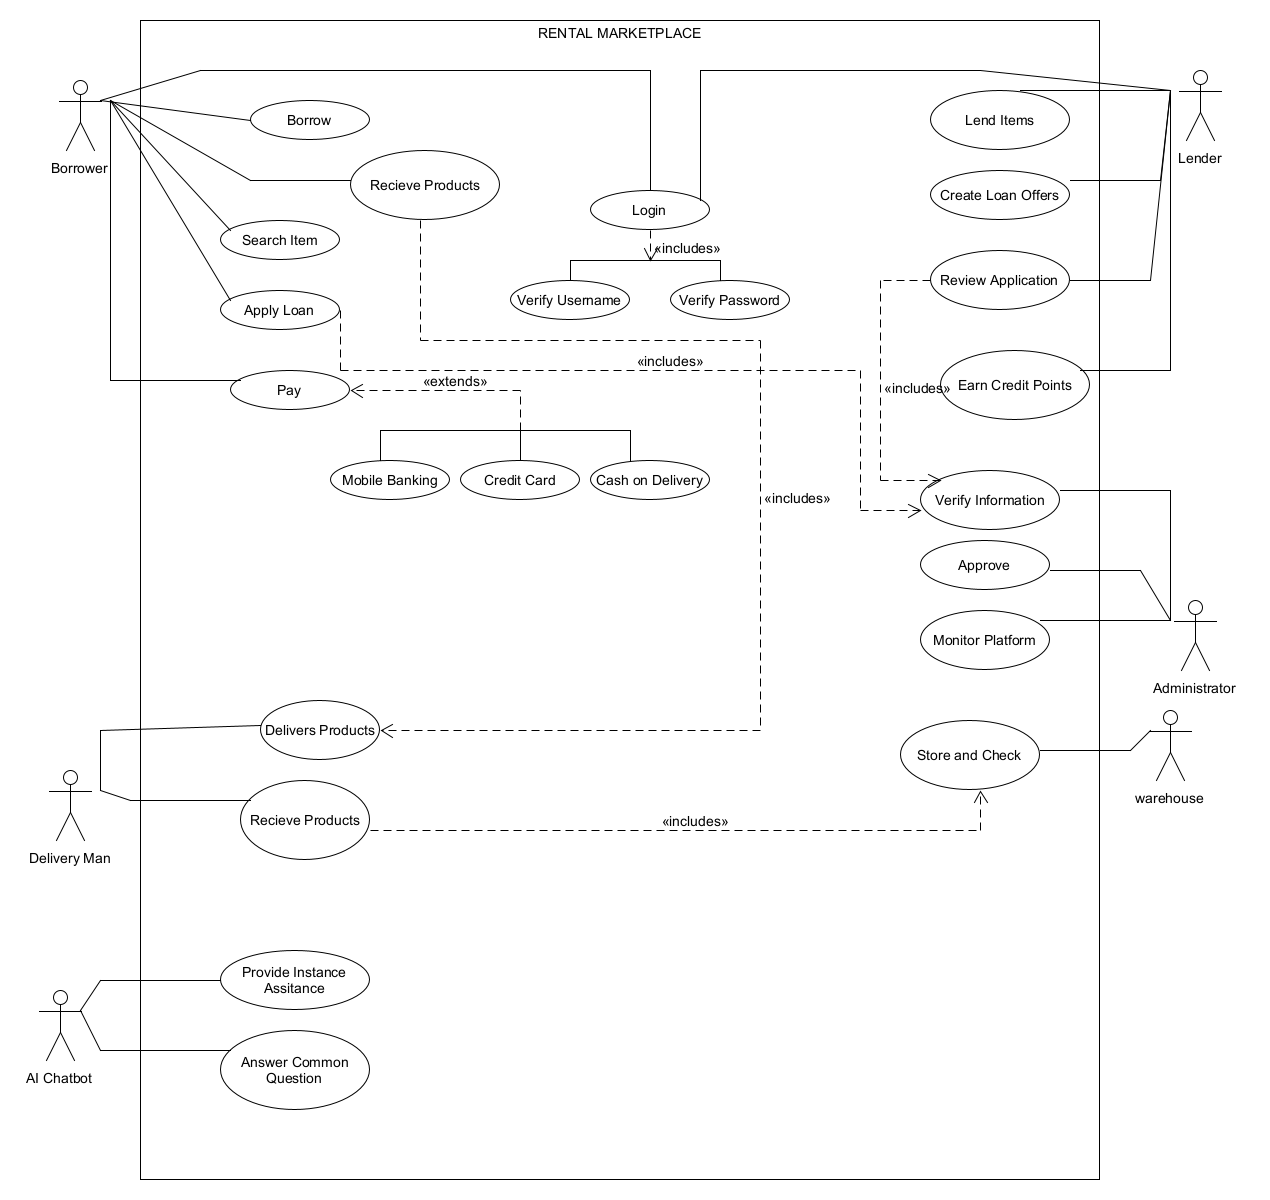 RENTAL MARKETPLACE
Borrower
Lender
Borrow
Lend Items
Recieve Products
Create Loan Offers
Login
Search Item
«includes»
Review Application
Verify Username
Verify Password
Apply Loan
«includes»
«extends»
Pay
«includes»
Earn Credit Points
Mobile Banking
Credit Card
Cash on Delivery
«includes»
Verify Information
Approve
Monitor Platform
Administrator
Delivers Products
Store and Check
warehouse
Recieve Products
«includes»
Delivery Man
Provide Instance
Assitance
AI Chatbot
Answer Common
Question